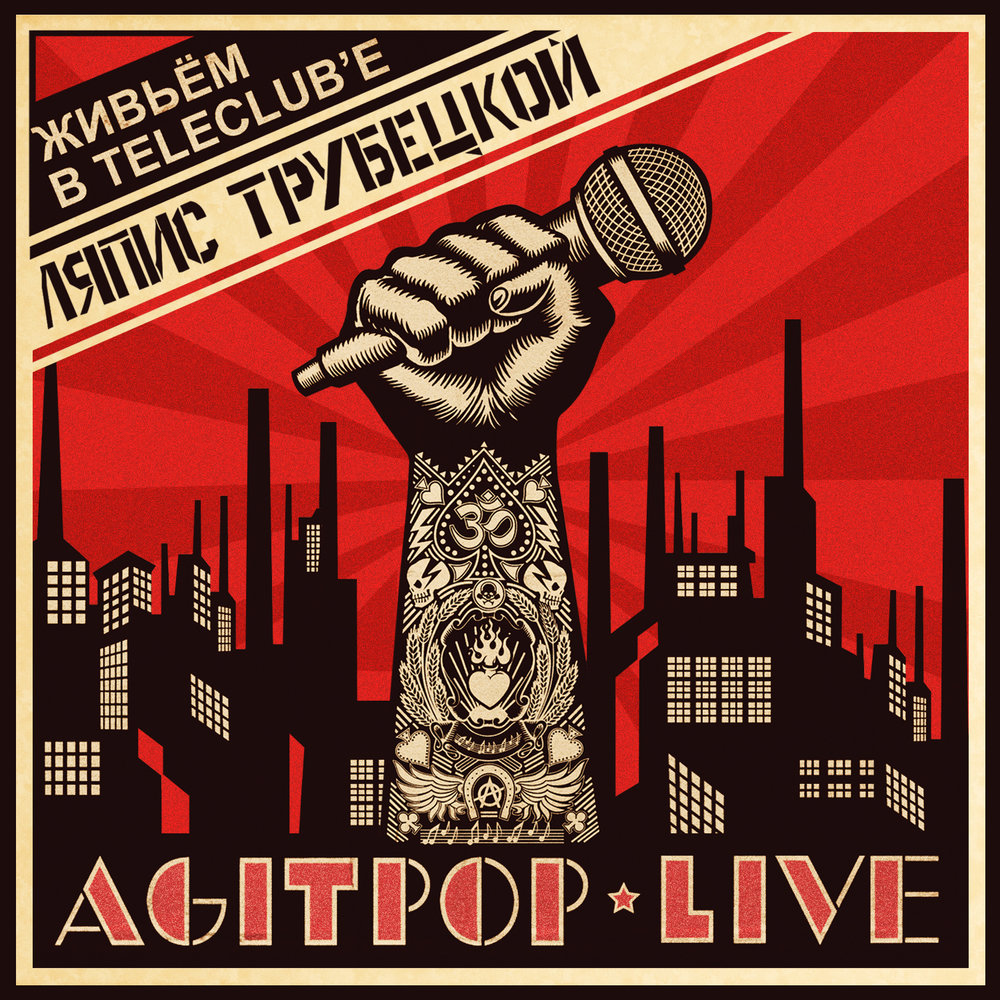 ЖИВЬЁМ
В TELECLUB'Е
ЛЯПИС ТРУБЕЦКОЙ
ॐ
A
AGITPOP ★ LIVE